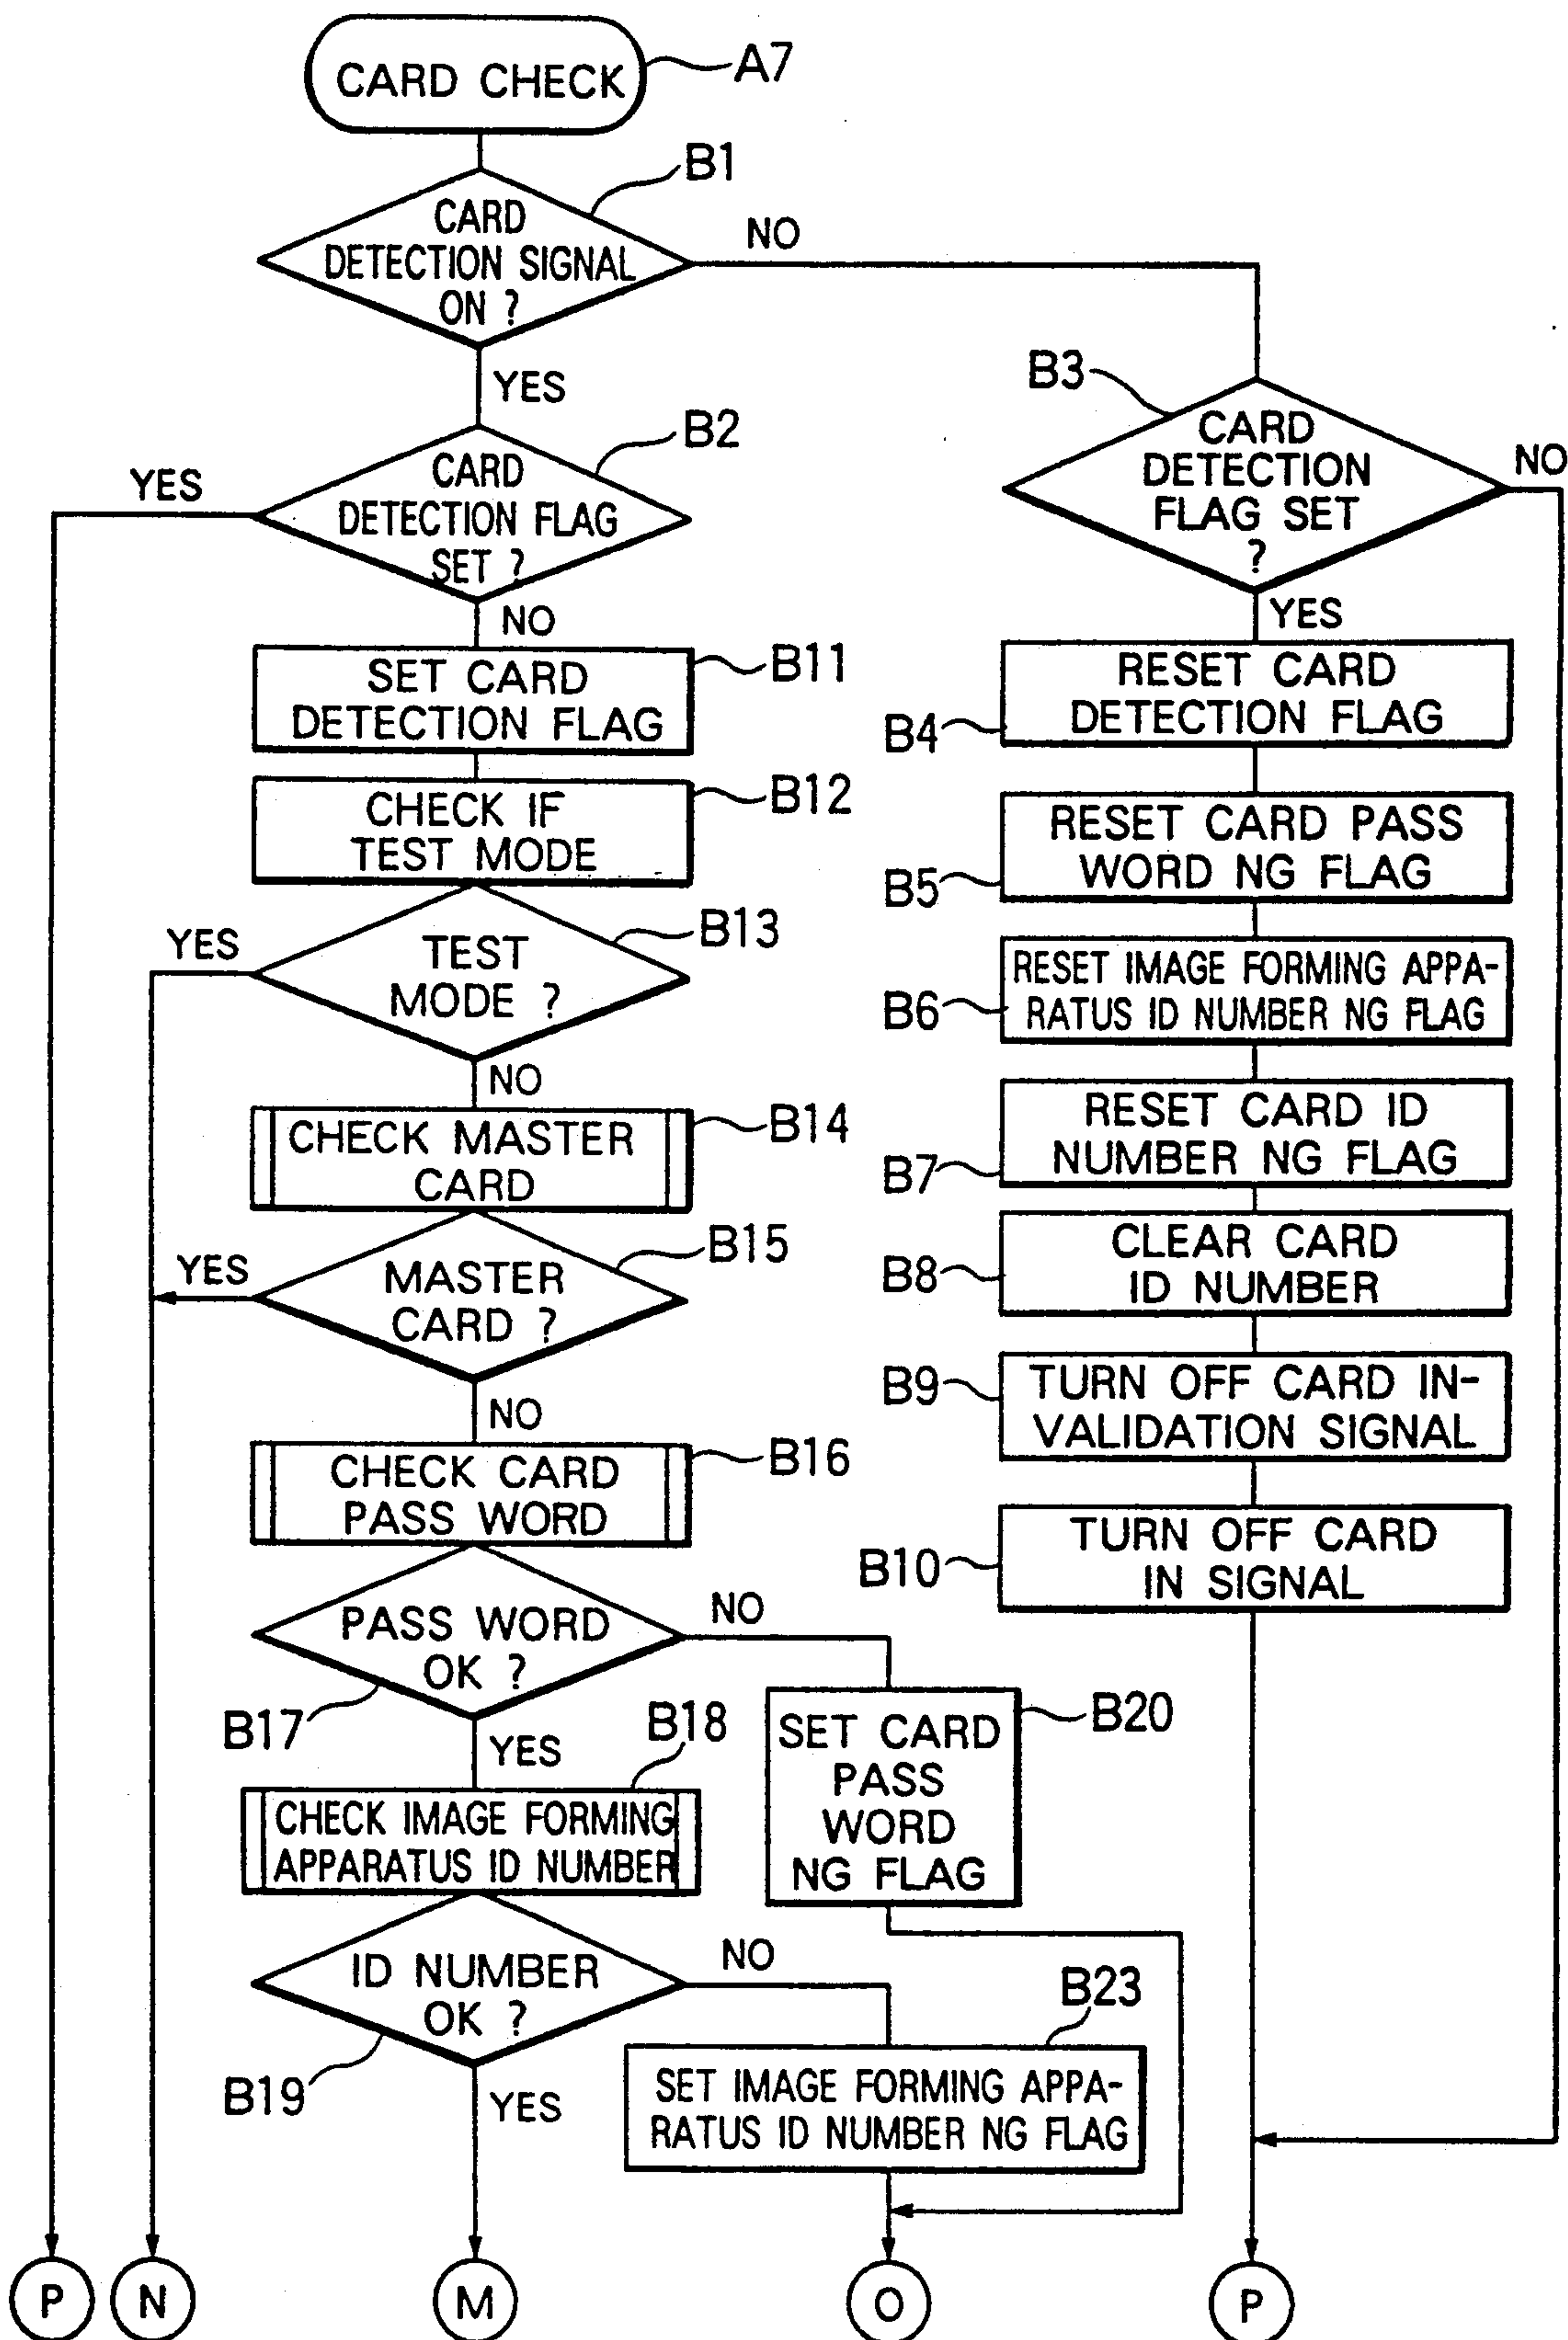 CARD CHECK
A7
B1
CARD
DETECTION SIGNAL
ON ?
NO
YES
B2
CARD
DETECTION FLAG
SET ?
YES
NO
B3
CARD
DETECTION
FLAG SET
?
NO
YES
SET CARD
DETECTION FLAG
B11
CHECK IF
TEST MODE
B12
TEST
MODE ?
B13
YES
NO
CHECK MASTER
CARD
B14
MASTER
CARD ?
B15
YES
NO
CHECK CARD
PASS WORD
B16
PASS WORD
OK ?
B17
NO
YES
B18
CHECK IMAGE FORMING
APPARATUS ID NUMBER
ID NUMBER
OK ?
B19
NO
YES
SET CARD
PASS
WORD
NG FLAG
B20
B23
SET IMAGE FORMING APPA-
RATUS ID NUMBER NG FLAG
RESET CARD
DETECTION FLAG
B4
RESET CARD PASS
WORD NG FLAG
B5
RESET IMAGE FORMING APPA-
RATUS ID NUMBER NG FLAG
B6
RESET CARD ID
NUMBER NG FLAG
B7
CLEAR CARD
ID NUMBER
B8
TURN OFF CARD IN-
VALIDATION SIGNAL
B9
TURN OFF CARD
IN SIGNAL
B10
P
N
M
O
P